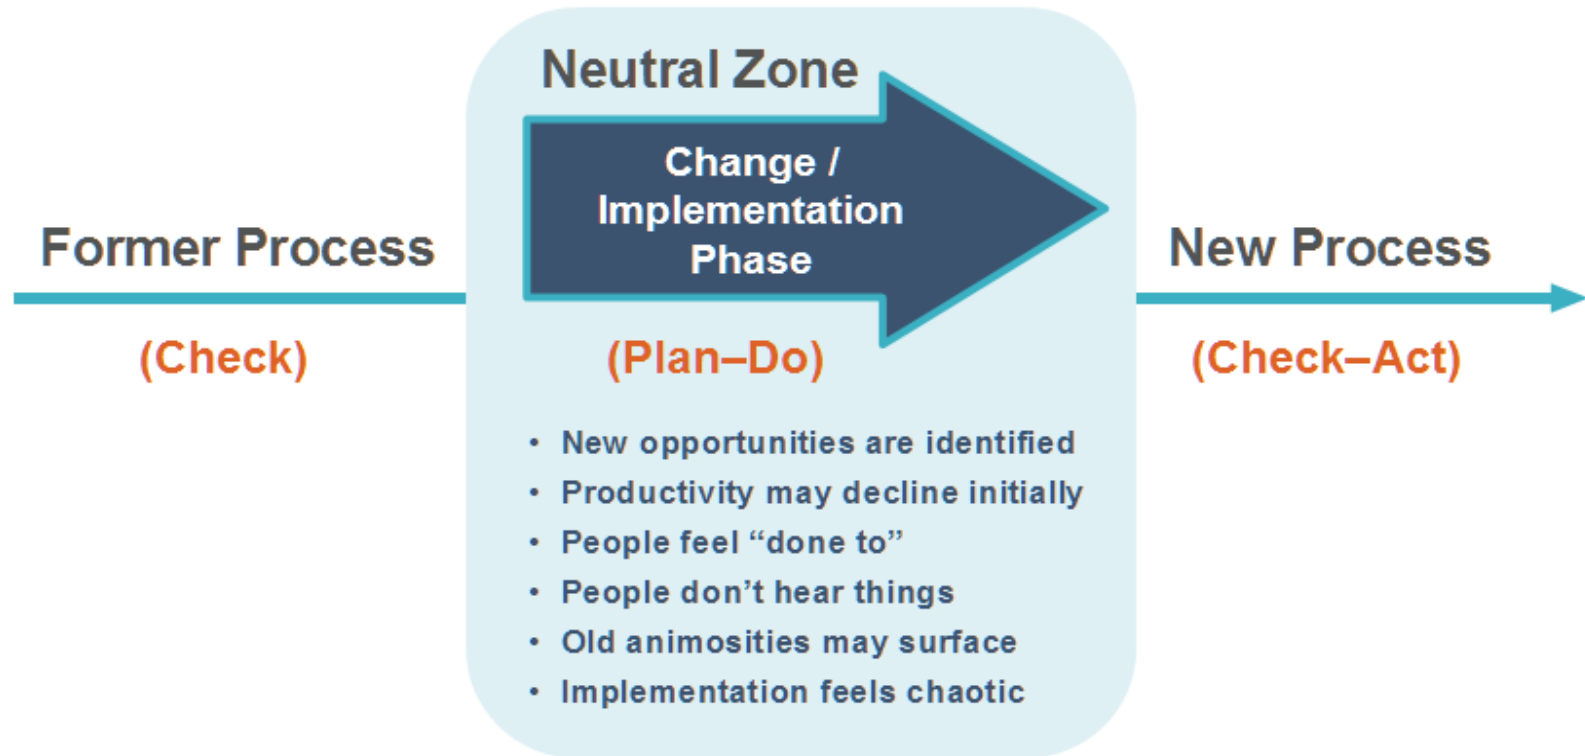 Neutral Zone
Change /
Implementation
Phase
Former Process
New Process
(Check)
(Plan–Do)
(Check–Act)
• New opportunities are identified
• Productivity may decline initially
• People feel “done to”
• People don’t hear things
• Old animosities may surface
• Implementation feels chaotic